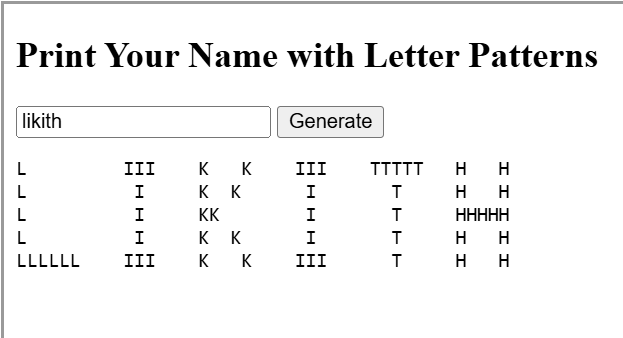 Print Your Name with Letter Patterns
likith Generate
L         III    K   K    III    TTTTT   H   H
L          I     K  K      I       T     H   H
L          I     KK        I       T     HHHHH
L          I     K  K      I       T     H   H
LLLLLL    III    K   K    III      T     H   H